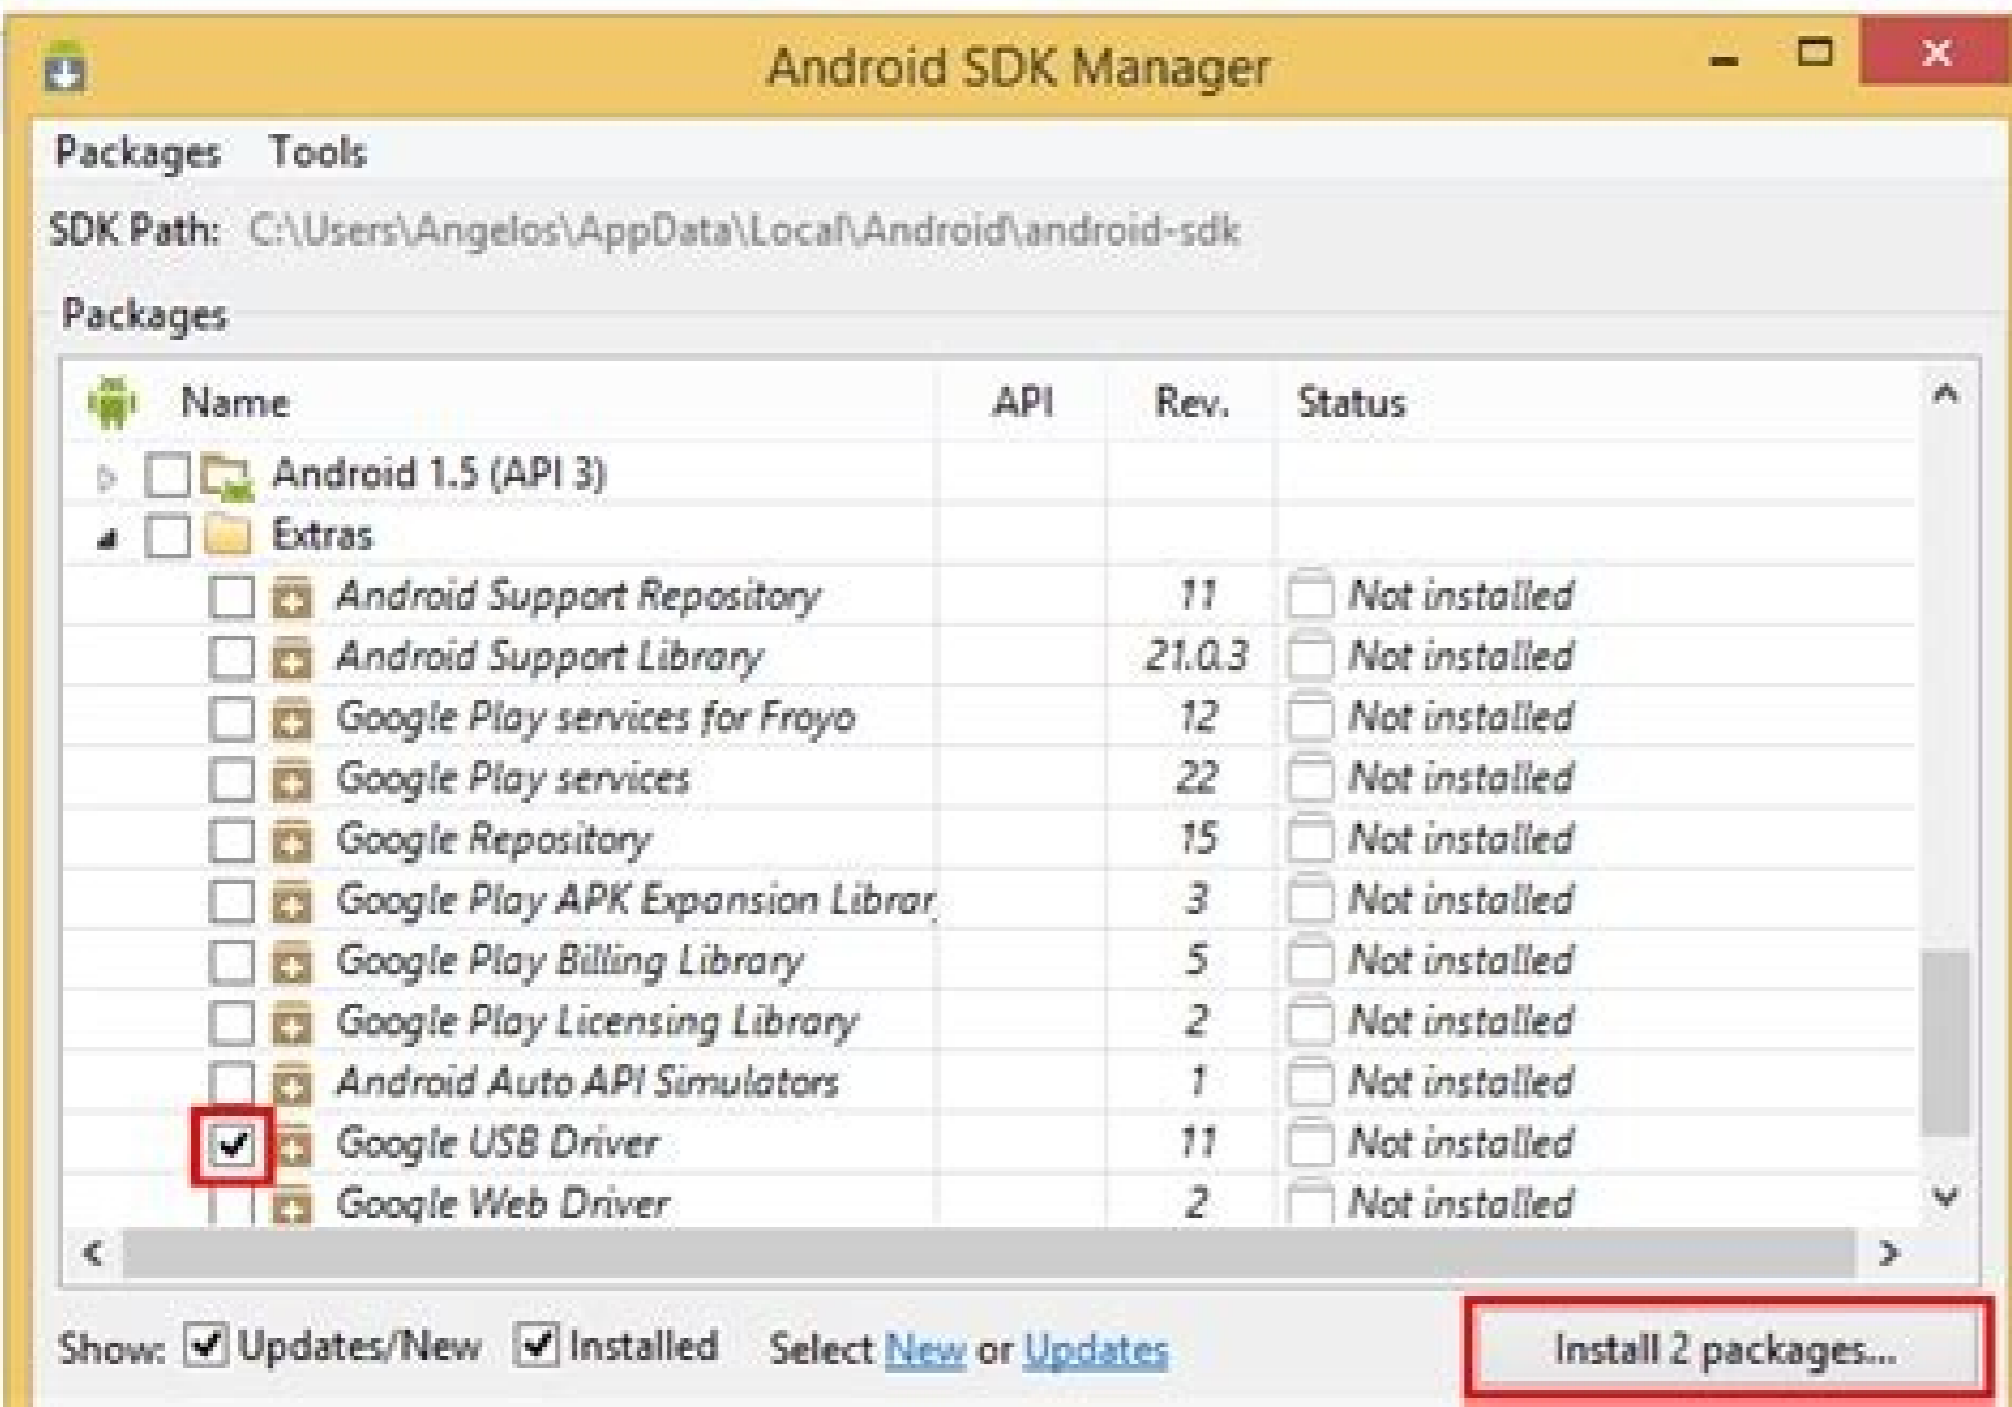 Android SDK Manager
Packages Tools
SDK Path: C:\Users\Angelos\AppData\Local\Android\android-sdk
Packages
Name API Rev. Status
Android 1.5 (API 3)
Extras
Android Support Repository 11 Not installed
Android Support Library 21.0.3 Not installed
Google Play services for Froyo 12 Not installed
Google Play services 22 Not installed
Google Repository 15 Not installed
Google Play APK Expansion Librar 3 Not installed
Google Play Billing Library 5 Not installed
Google Play Licensing Library 2 Not installed
Android Auto API Simulators 1 Not installed
Google USB Driver 11 Not installed
Google Web Driver 2 Not installed
Show: Updates/New Installed Select New or Updates Install 2 packages...